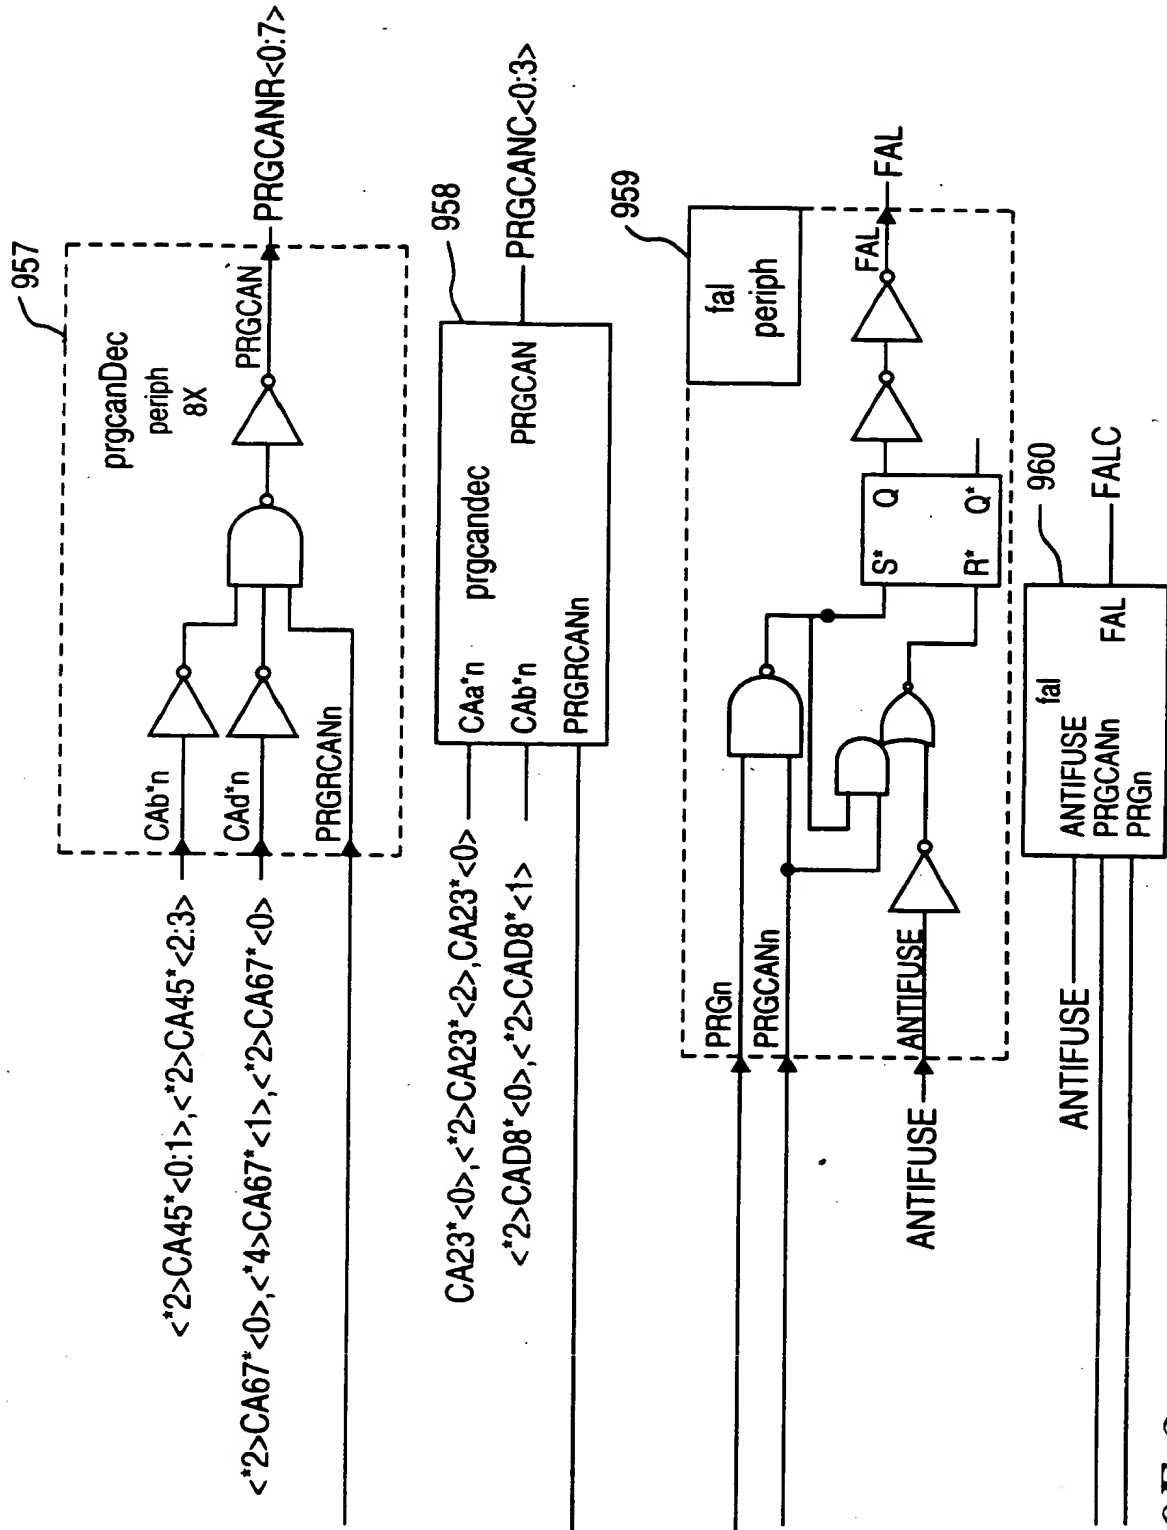 957
prgcanDec
periph
8X
PRGCAN
PRGCANR<0:7>
<*2>CA45*<0:1>,<*2>CA45*<2:3>
CAb*n
<*2>CA67*<0>,<*4>CA67*<1>,<*2>CA67*<0>
CAd*n
PRGRCANn
958
prgcandec
CA23*<0>,<*2>CA23*<2>,CA23*<0>
CAa*n
<*2>CAD8*<0>,<*2>CAD8*<1>
CAb*n
PRGCAN
PRGCANC<0:3>
PRGRCANn
959
fal
periph
PRGn
PRGCANn
ANTIFUSE
ANTIFUSE
S*
Q
R*
Q*
FAL
FAL
960
fal
ANTIFUSE
ANTIFUSE
PRGCANn
PRGn
FAL
FALC